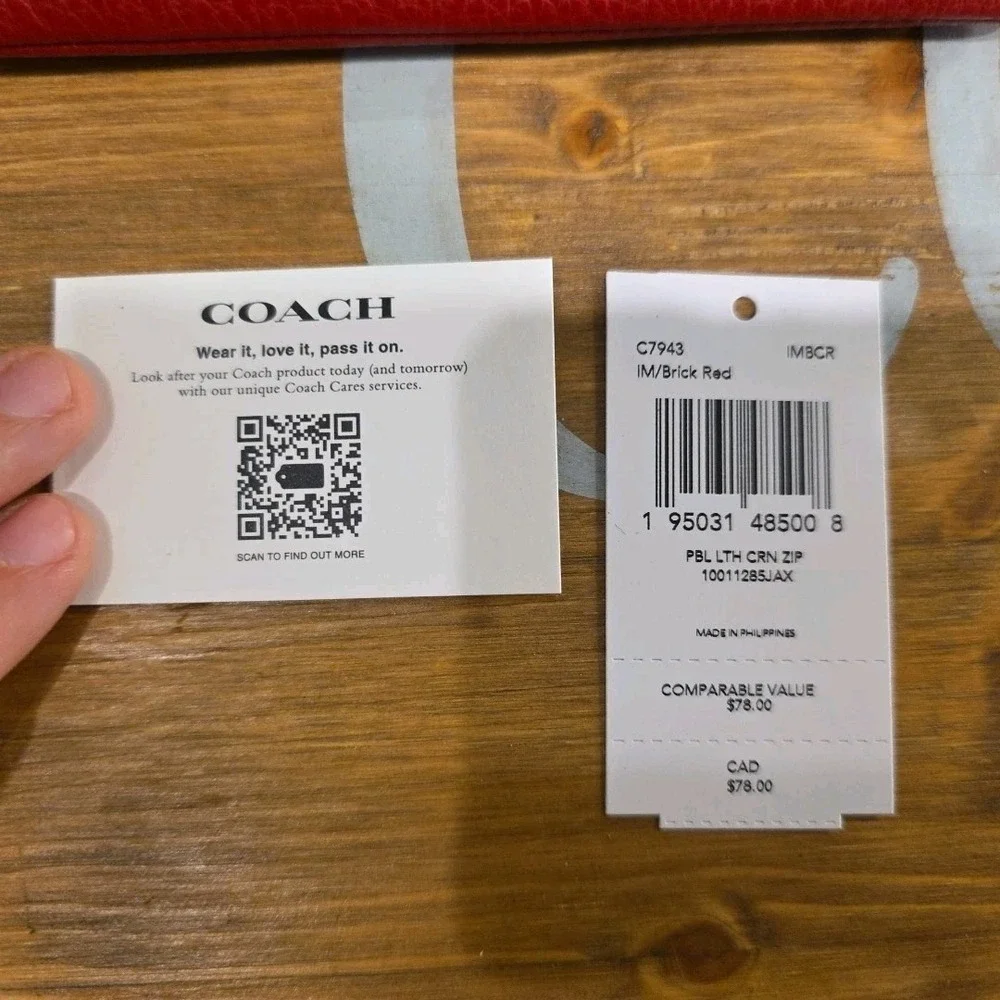 COACH
Wear it, love it, pass it on.
Look after your Coach product today (and tomorrow)
with our unique Coach Cares services.
SCAN TO FIND OUT MORE
C7943 IMBCR
IM/Brick Red
1 95031 48500 8
PBL LTH CRN ZIP
10011285JAX
MADE IN PHILIPPINES
COMPARABLE VALUE
$78.00
CAD
$78.00